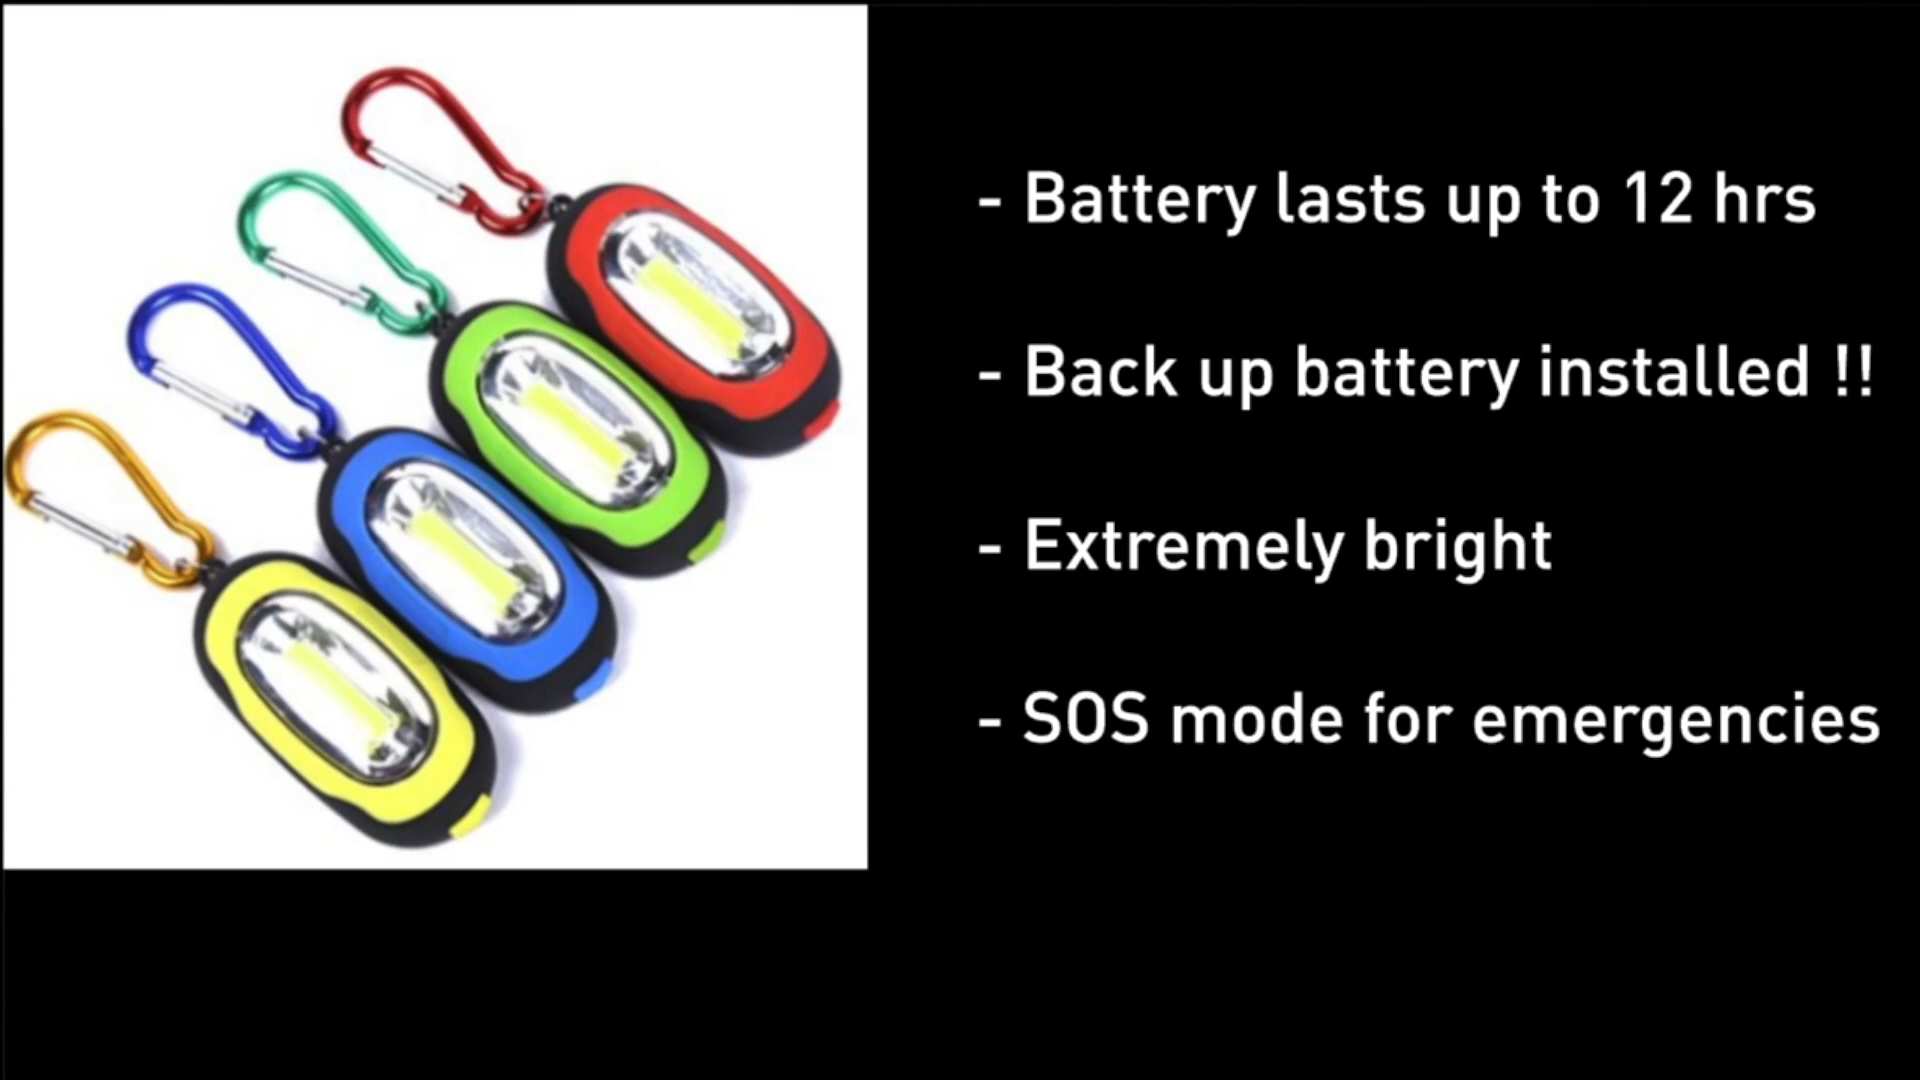 - Battery lasts up to 12 hrs
- Back up battery installed !!
- Extremely bright
- SOS mode for emergencies